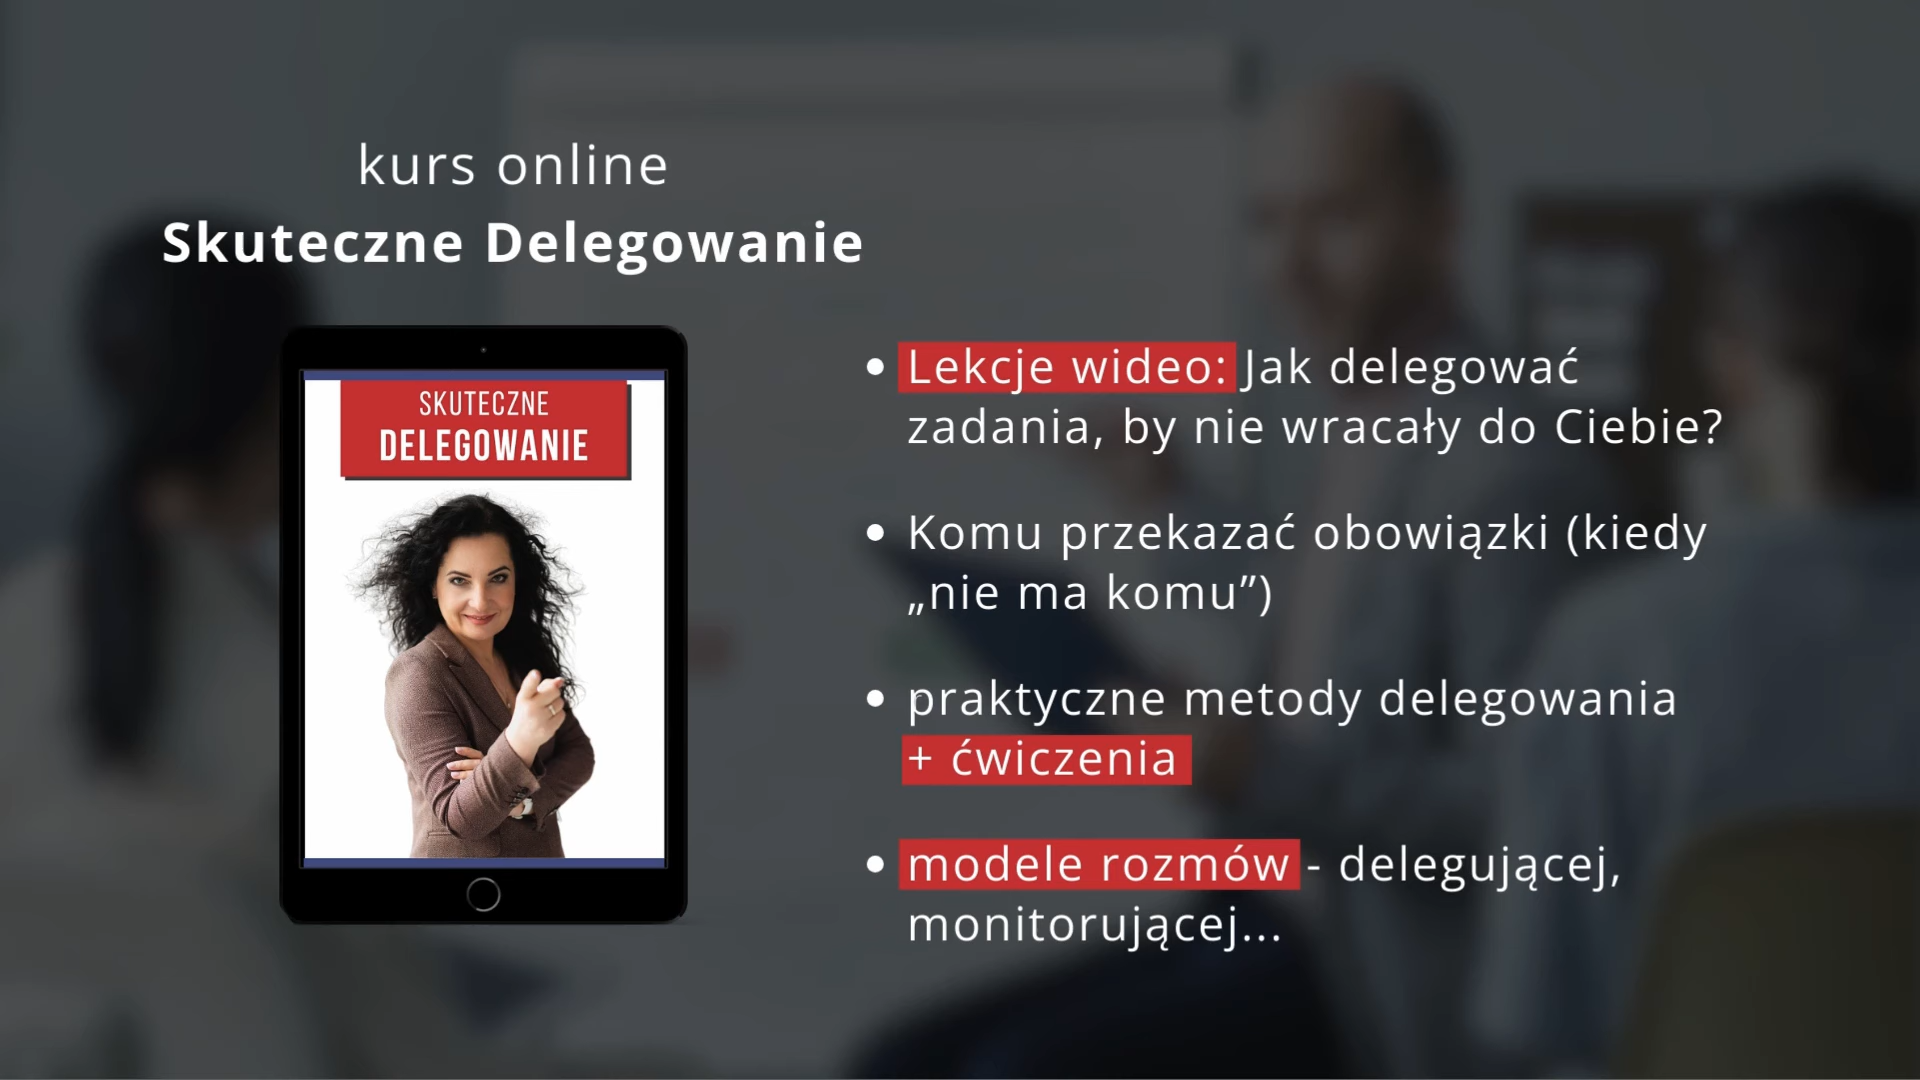 kurs online
Skuteczne Delegowanie
SKUTECZNE
DELEGOWANIE
• Lekcje wideo: Jak delegować
zadania, by nie wracały do Ciebie?
• Komu przekazać obowiązki (kiedy
„nie ma komu”)
• praktyczne metody delegowania
+ ćwiczenia
• modele rozmów - delegującej,
monitorującej...